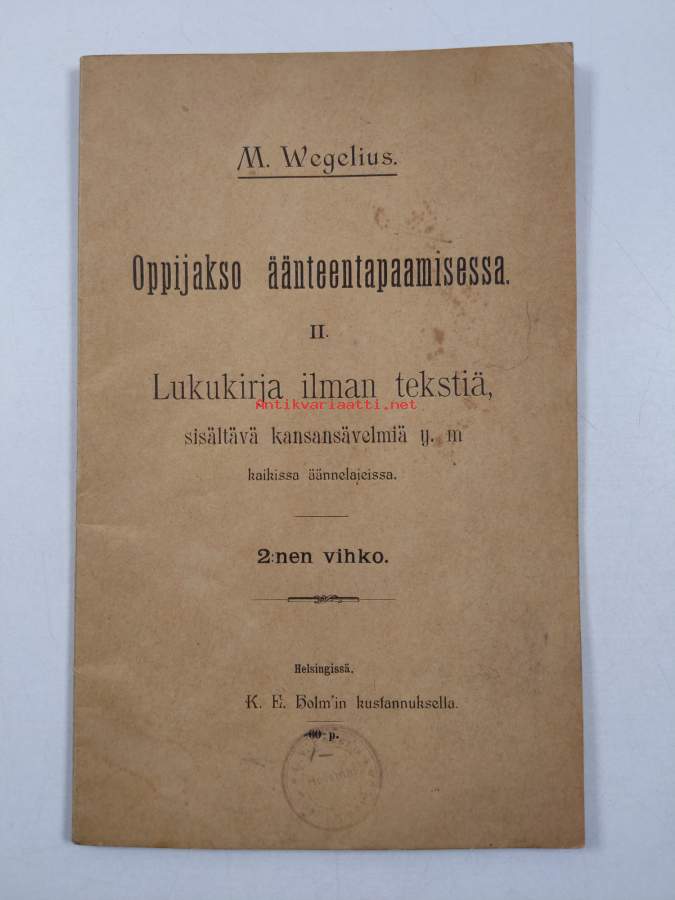 M. Wegelius.
Oppijakso äänteentapaamisessa.
II.
Lukukirja ilman tekstiä,
Antikvariaatti.net
sisältävä kansansävelmiä y. m
kaikissa äännelajeissa.
2:nen vihko.
Helsingissä,
K. E. Holm'in kustannuksella.
60 p.
1/—